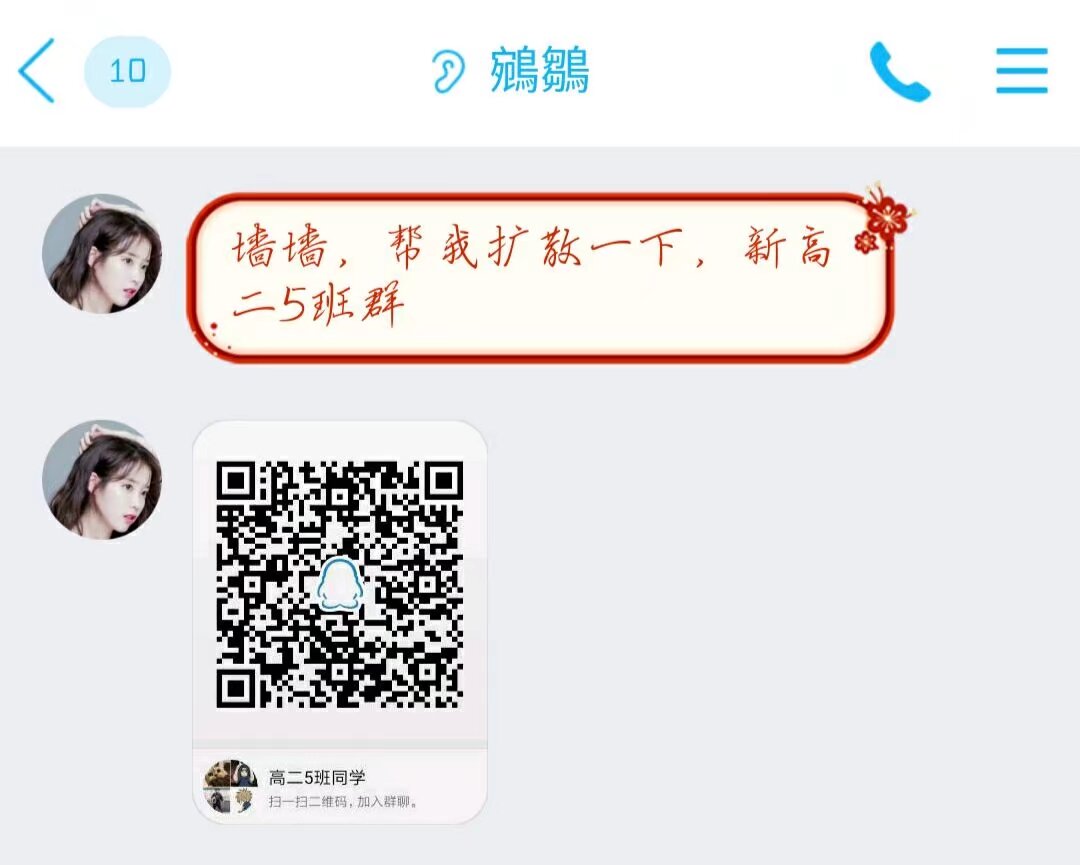 10
鵷鶵
墙墙，帮我扩散一下，新高
二5班群
高二5班同学
扫一扫二维码，加入群聊。